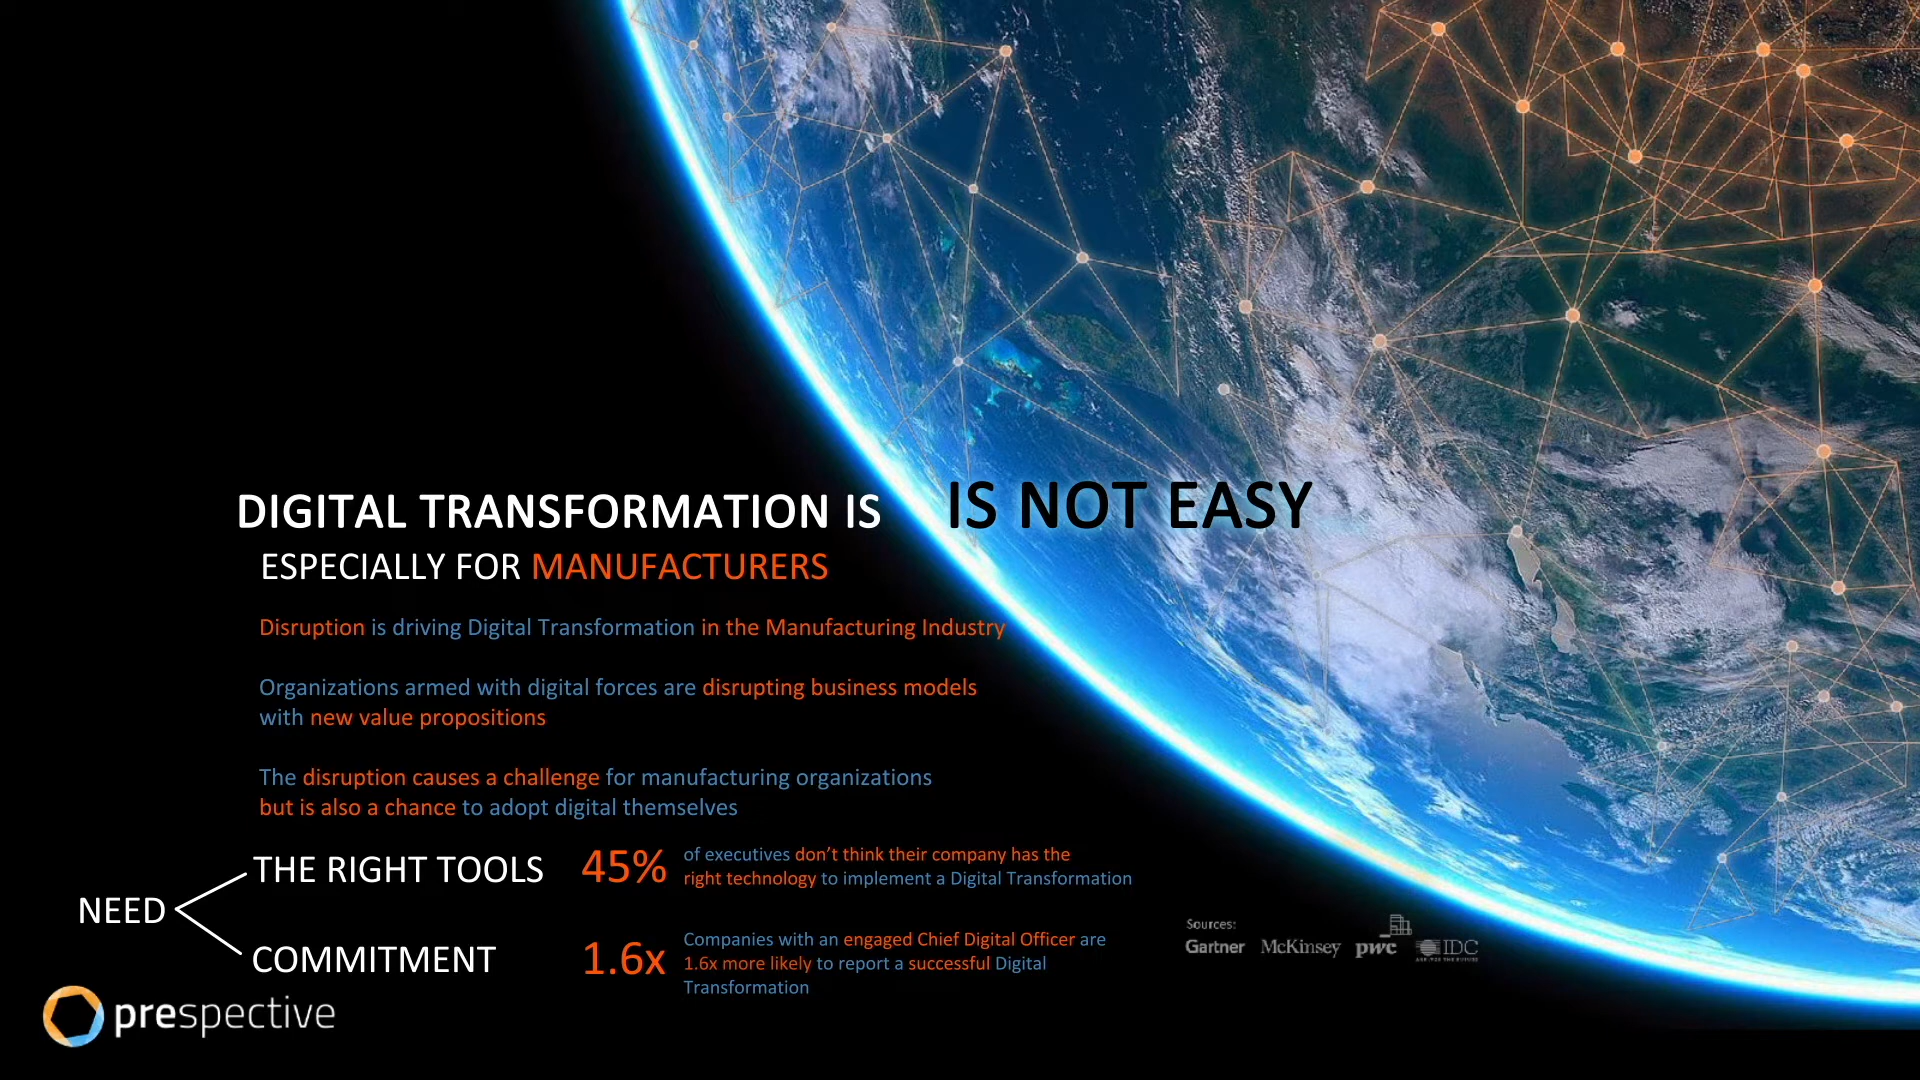 DIGITAL TRANSFORMATION IS
IS NOT EASY
ESPECIALLY FOR MANUFACTURERS
Disruption is driving Digital Transformation in the Manufacturing Industry
Organizations armed with digital forces are disrupting business models
with new value propositions
The disruption causes a challenge for manufacturing organizations
but is also a chance to adopt digital themselves
NEED
THE RIGHT TOOLS
45%
of executives don't think their company has the
right technology to implement a Digital Transformation
COMMITMENT
1.6x
Companies with an engaged Chief Digital Officer are
1.6x more likely to report a successful Digital
Transformation
Sources:
Gartner McKinsey pwc IDC
prespective